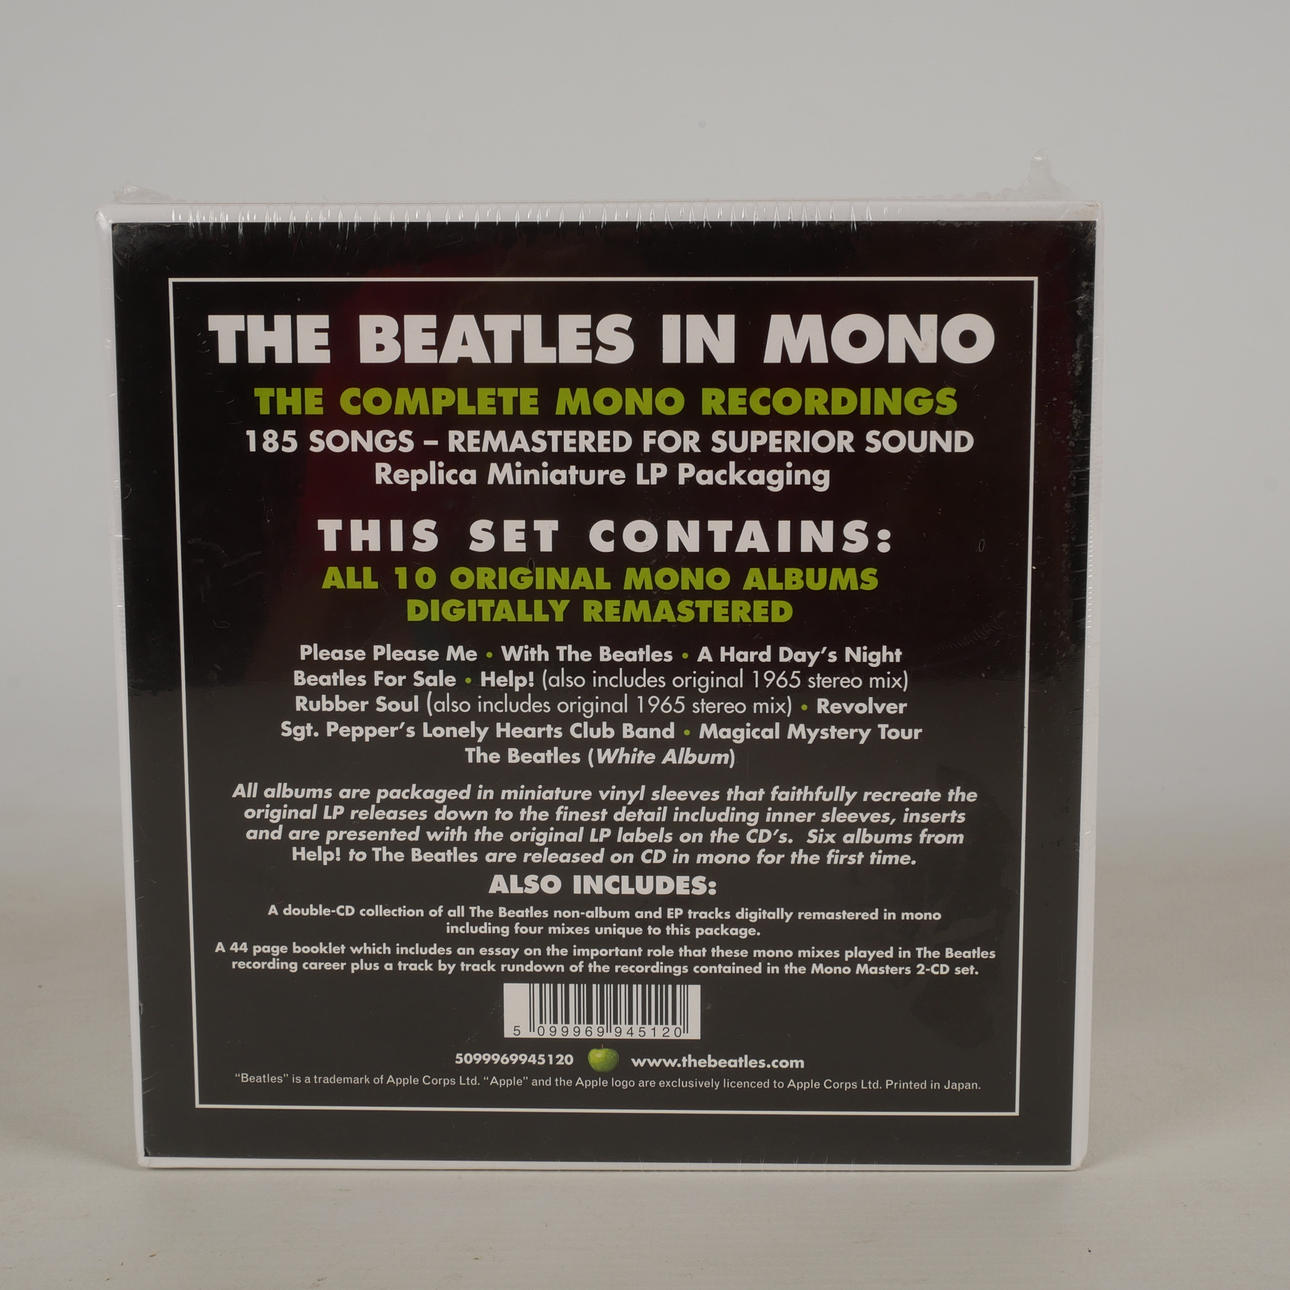 THE BEATLES IN MONO
THE COMPLETE MONO RECORDINGS
185 SONGS – REMASTERED FOR SUPERIOR SOUND
Replica Miniature LP Packaging
THIS SET CONTAINS:
ALL 10 ORIGINAL MONO ALBUMS
DIGITALLY REMASTERED
Please Please Me • With The Beatles • A Hard Day's Night
Beatles For Sale • Help! (also includes original 1965 stereo mix)
Rubber Soul (also includes original 1965 stereo mix) • Revolver
Sgt. Pepper's Lonely Hearts Club Band • Magical Mystery Tour
The Beatles (White Album)
All albums are packaged in miniature vinyl sleeves that faithfully recreate the
original LP releases down to the finest detail including inner sleeves, inserts
and are presented with the original LP labels on the CD's. Six albums from
Help! to The Beatles are released on CD in mono for the first time.
ALSO INCLUDES:
A double-CD collection of all The Beatles non-album and EP tracks digitally remastered in mono
including four mixes unique to this package.
A 44 page booklet which includes an essay on the important role that these mono mixes played in The Beatles
recording career plus a track by track rundown of the recordings contained in the Mono Masters 2-CD set.
5 099969 945120
5099969945120 www.thebeatles.com
"Beatles" is a trademark of Apple Corps Ltd. "Apple" and the Apple logo are exclusively licenced to Apple Corps Ltd. Printed in Japan.